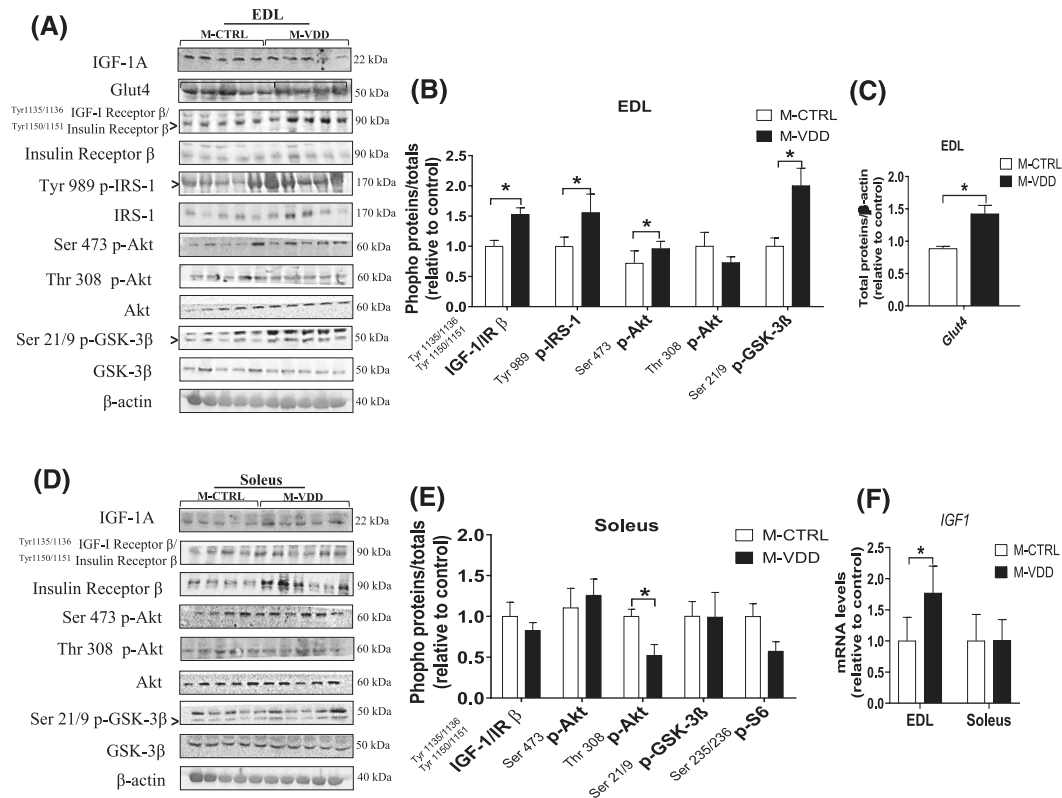 (A)
EDL
M-CTRL M-VDD
IGF-1A 22 kDa
Glut4 50 kDa
Tyr1135/1136 IGF-I Receptor β/
Tyr1150/1151 Insulin Receptor β > 90 kDa
Insulin Receptor β 90 kDa
Tyr 989 p-IRS-1 > 170 kDa
IRS-1 170 kDa
Ser 473 p-Akt 60 kDa
Thr 308 p-Akt 60 kDa
Akt 60 kDa
Ser 21/9 p-GSK-3β > 50 kDa
GSK-3β 50 kDa
β-actin 40 kDa
(B)
EDL
M-CTRL
M-VDD
Phopho proteins/totals
(relative to control)
2.5
2.0
1.5
1.0
0.5
0.0
* * * *
Tyr 1135/1136
Tyr 1150/1151
IGF-1/IR β
Tyr 989 p-IRS-1
Ser 473 p-Akt
Thr 308 p-Akt
Ser 21/9 p-GSK-3ß
(C)
EDL
M-CTRL
M-VDD
Total proteins/β-actin
(relative to control)
2.0
1.5
1.0
0.5
0.0
*
Glut4
(D)
Soleus
M-CTRL M-VDD
IGF-1A 22 kDa
Tyr1135/1136 IGF-I Receptor β/
Tyr1150/1151 Insulin Receptor β 90 kDa
Insulin Receptor β 90 kDa
Ser 473 p-Akt 60 kDa
Thr 308 p-Akt 60 kDa
Akt 60 kDa
Ser 21/9 p-GSK-3β > 50 kDa
GSK-3β 50 kDa
β-actin 40 kDa
(E)
Soleus
M-CTRL
M-VDD
Phopho proteins/totals
(relative to control)
2.0
1.5
1.0
0.5
0.0
*
Tyr 1135/1136
Tyr 1150/1151
IGF-1/IR β
Ser 473 p-Akt
Thr 308 p-Akt
Ser 21/9 p-GSK-3ß
Ser 235/236 p-S6
(F)
IGF1
M-CTRL
M-VDD
mRNA levels
(relative to control)
2.5
2.0
1.5
1.0
0.5
0.0
*
EDL Soleus